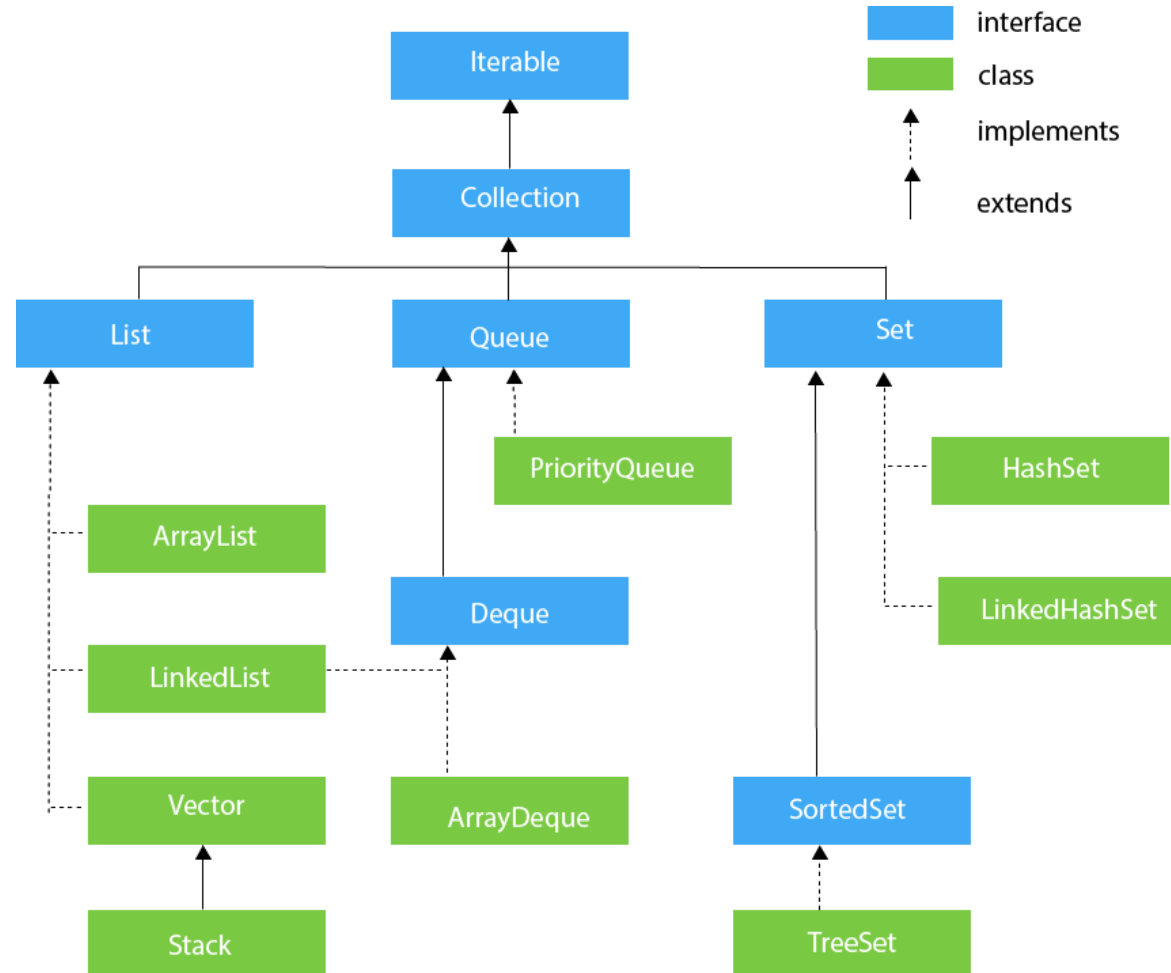 interface
Iterable
class
implements
Collection
extends
List
Queue
Set
PriorityQueue
HashSet
ArrayList
Deque
LinkedHashSet
LinkedList
Vector
ArrayDeque
SortedSet
Stack
TreeSet